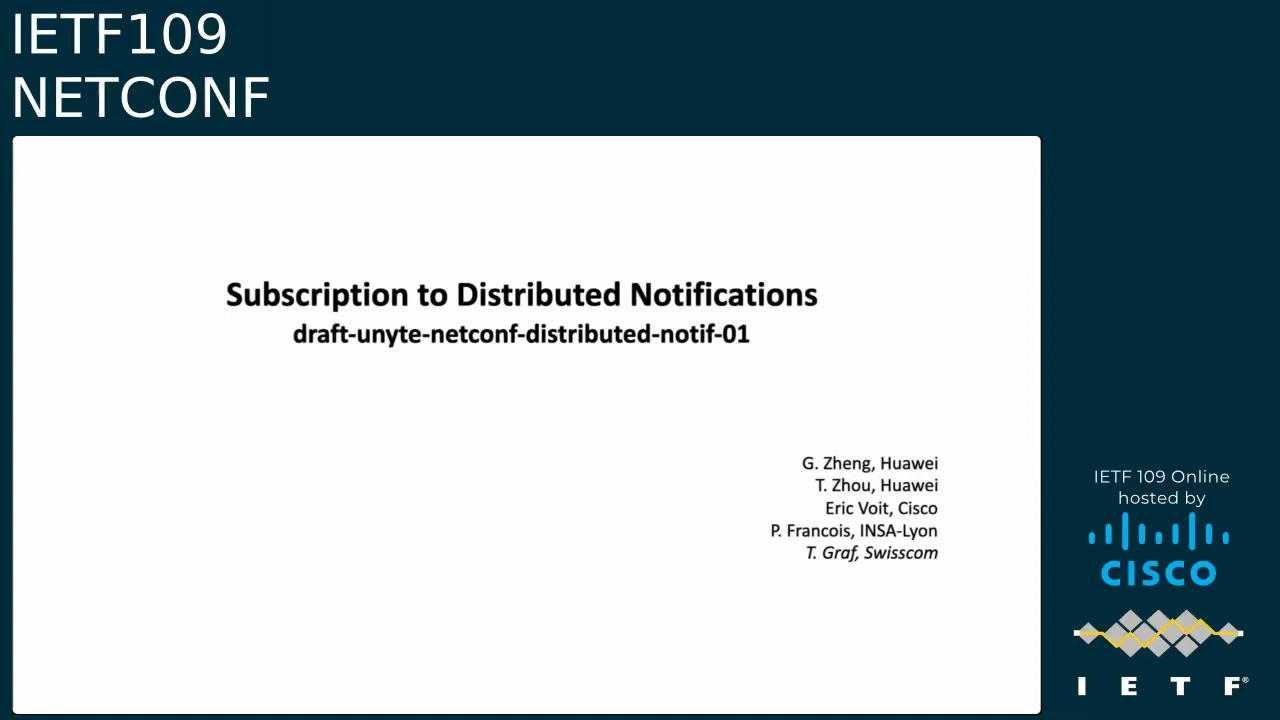 IETF109
NETCONF
Subscription to Distributed Notifications
draft-unyte-netconf-distributed-notif-01
G. Zheng, Huawei
T. Zhou, Huawei
Eric Voit, Cisco
P. Francois, INSA-Lyon
T. Graf, Swisscom
IETF 109 Online
hosted by
CISCO
I E T F®